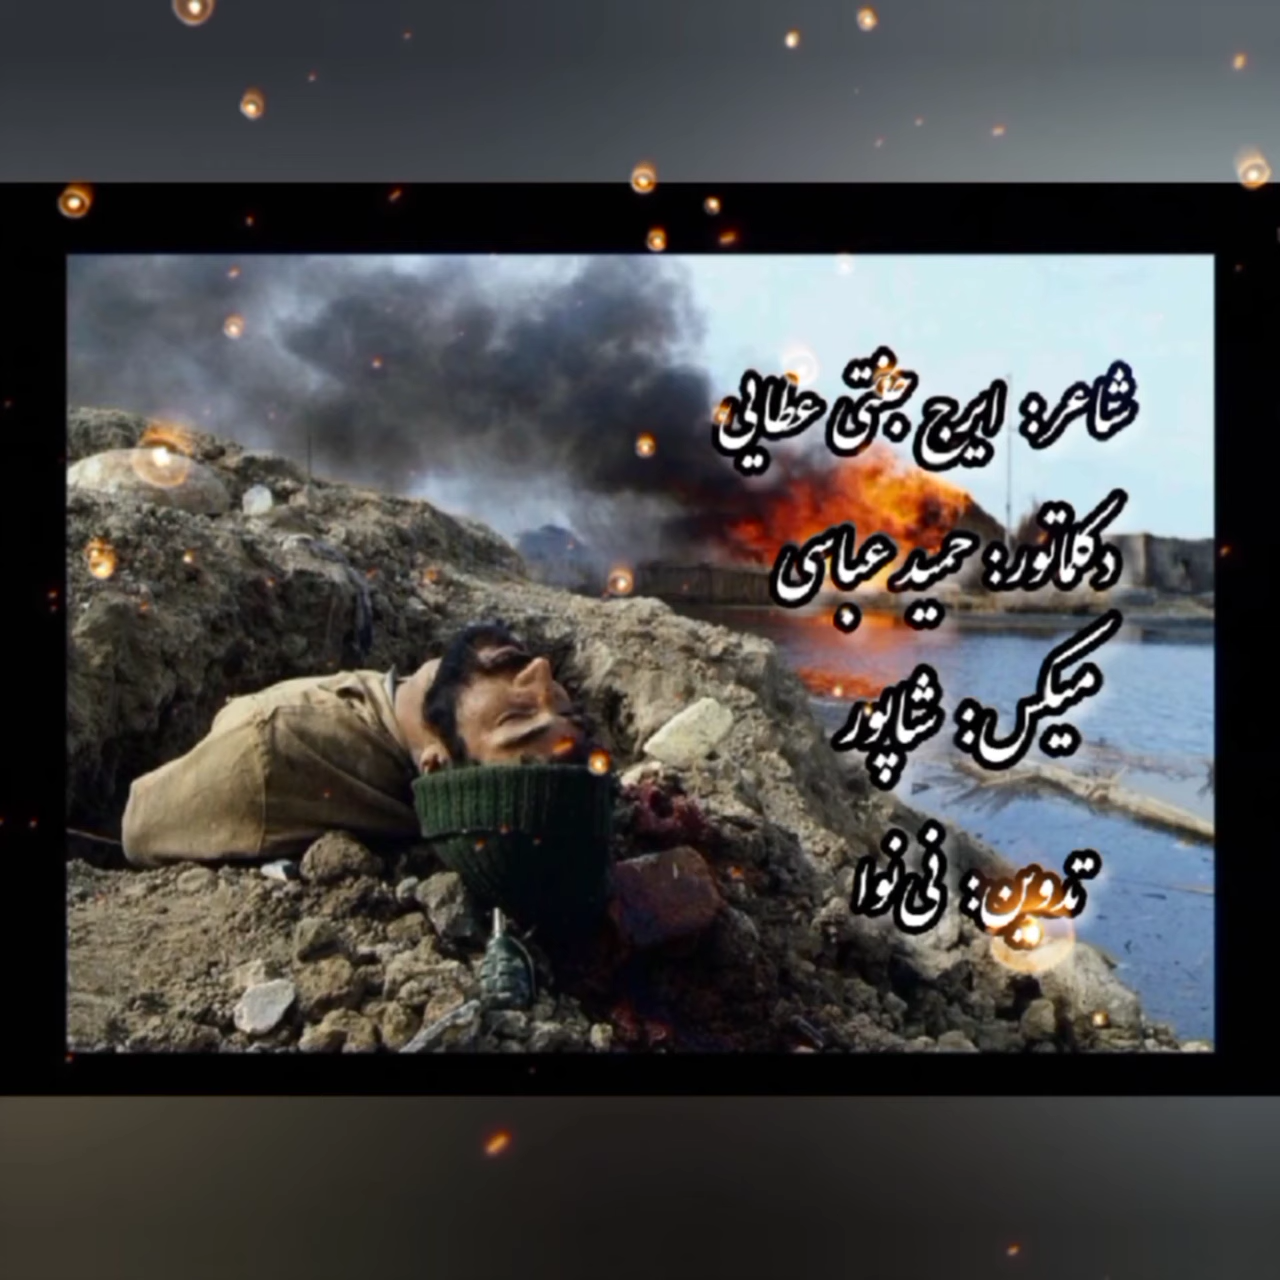 شاعر: ایرج جنتی عطایی
دکلماتور: حمید عباسی
میکس: شاپور
تدوین: نی‌نوا